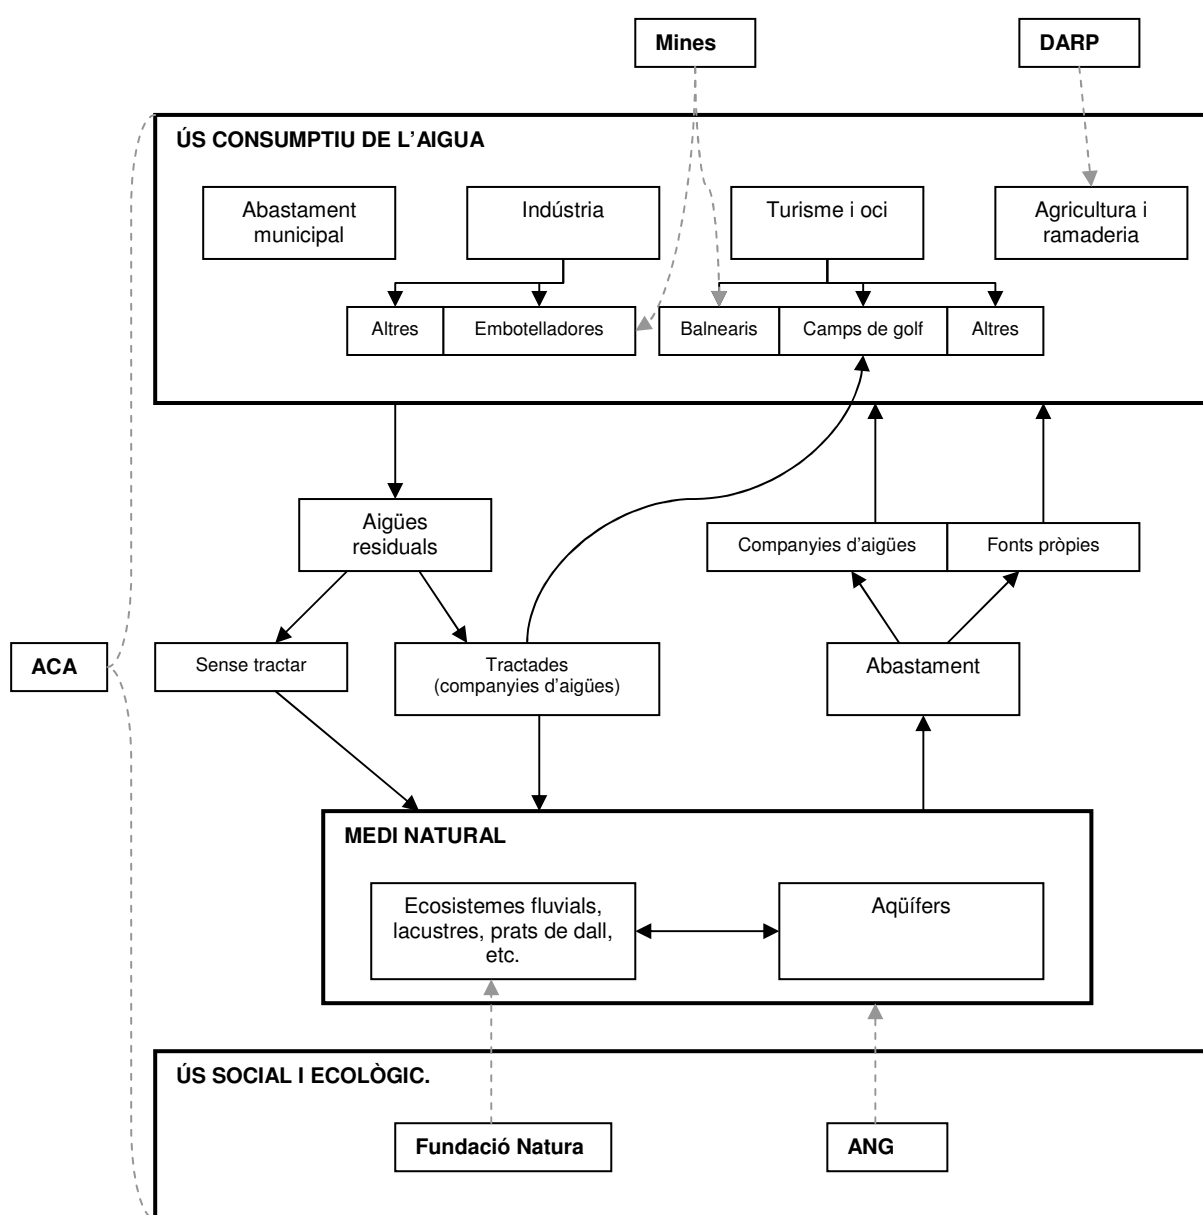 Mines
DARP
ÚS CONSUMPTIU DE L'AIGUA
Abastament
municipal
Indústria
Turisme i oci
Agricultura i
ramaderia
Altres
Embotelladores
Balnearis
Camps de golf
Altres
Aigües
residuals
Companyies d'aigües
Fonts pròpies
ACA
Sense tractar
Tractades
(companyies d'aigües)
Abastament
MEDI NATURAL
Ecosistemes fluvials,
lacustres, prats de dall,
etc.
Aqüífers
ÚS SOCIAL I ECOLÒGIC.
Fundació Natura
ANG